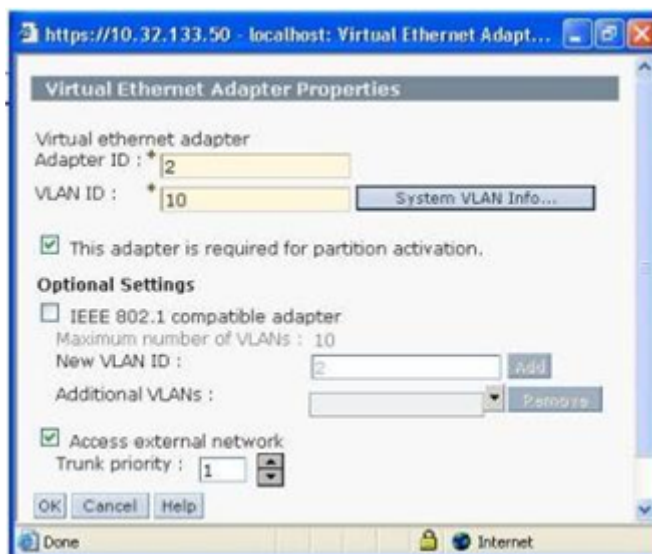 https://10.32.133.50 - localhost: Virtual Ethernet Adapt...
Virtual Ethernet Adapter Properties
Virtual ethernet adapter
Adapter ID : * 2
VLAN ID : * 10 System VLAN Info...
This adapter is required for partition activation.
Optional Settings
IEEE 802.1 compatible adapter
Maximum number of VLANs : 10
New VLAN ID : 2 Add
Additional VLANs : Remove
Access external network
Trunk priority : 1
OK Cancel Help
Done Internet